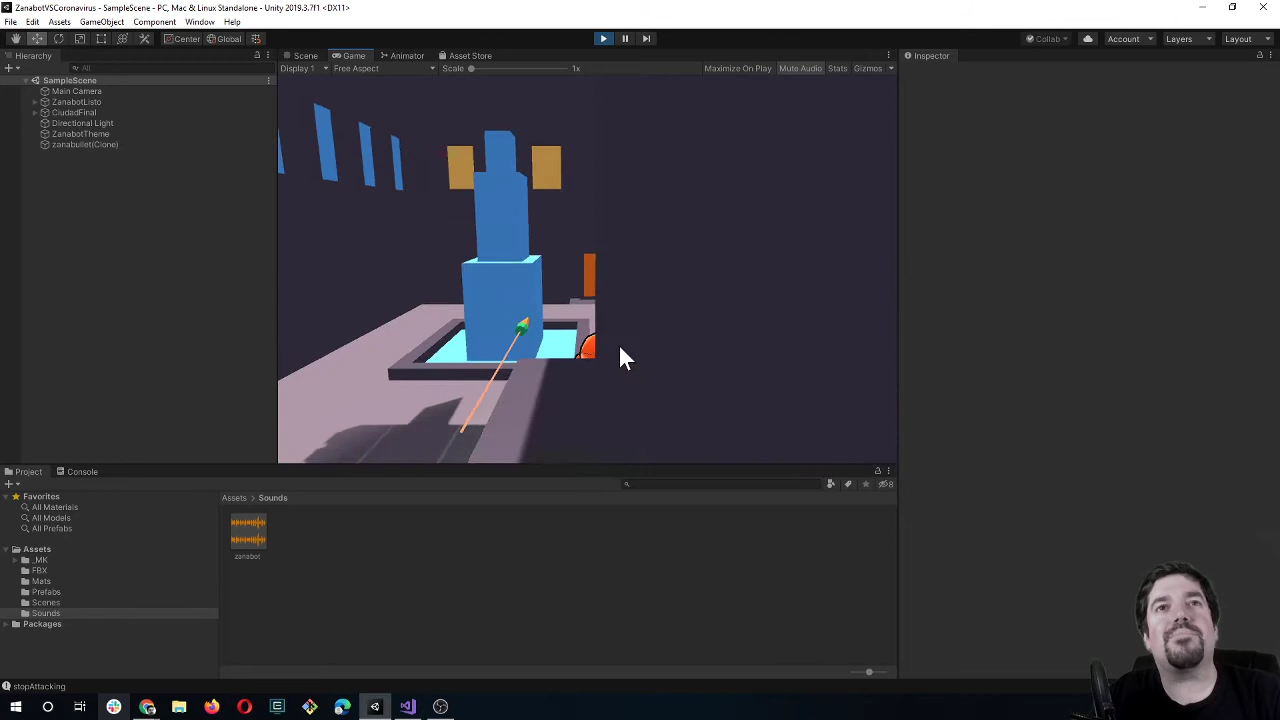 ZanabotVSCoronavirus - SampleScene - PC, Mac & Linux Standalone - Unity 2019.3.7f1 <DX11>
File Edit Assets GameObject Component Window Help
Center Global Collab Account Layers Layout
Hierarchy Scene Game Animator Asset Store Inspector
All Display 1 Free Aspect Scale 1x Maximize On Play Mute Audio Stats Gizmos
SampleScene
Main Camera
ZanabotListo
CiudadFinal
Directional Light
ZanabotTheme
zanabullet(Clone)
Project Console
8
Favorites
All Materials
All Models
All Prefabs
Assets > Sounds
zanabot
Assets
_MK
FBX
Mats
Prefabs
Scenes
Sounds
Packages
stopAttacking